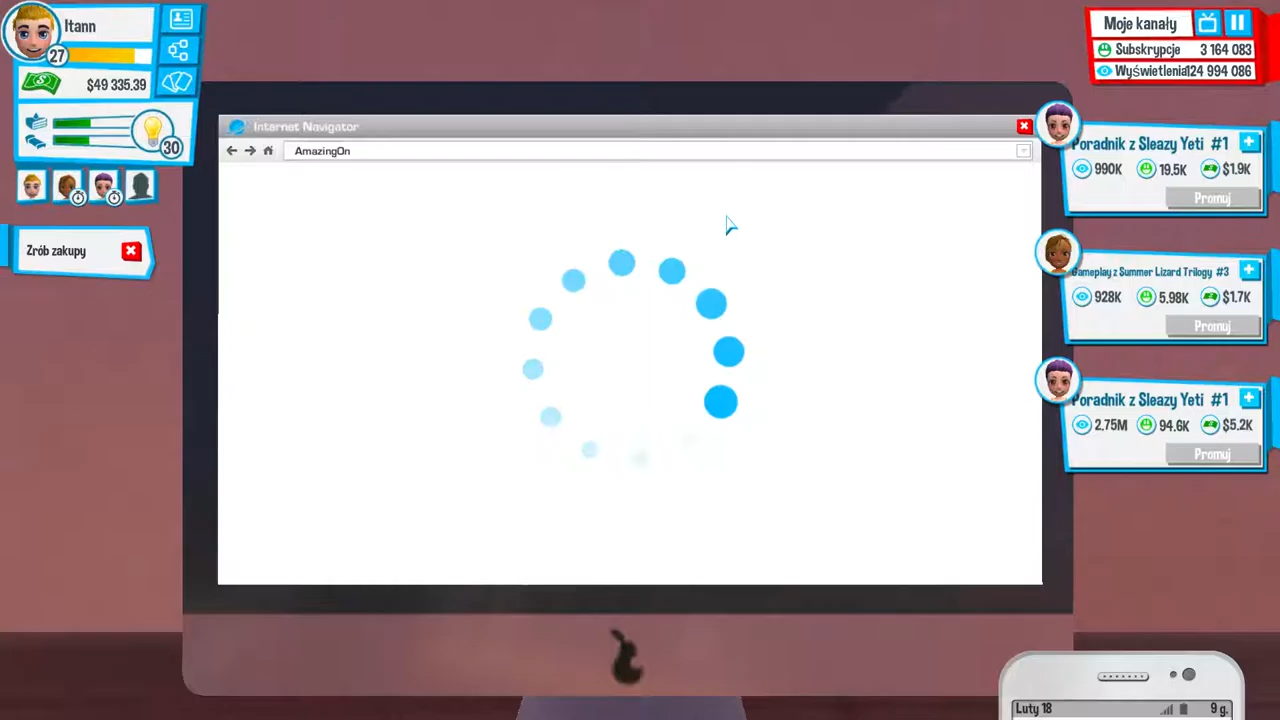 Itann
27
$49 335.39
30
Zrób zakupy
Internet Navigator
AmazingOn
Moje kanały
Subskrypcje 3 164 083
Wyświetlenia124 994 086
Poradnik z Sleazy Yeti #1
990K 19.5K $1.9K
Promuj
Gameplay z Summer Lizard Trilogy #3
928K 5.98K $1.7K
Promuj
Poradnik z Sleazy Yeti #1
2.75M 94.6K $5.2K
Promuj
Luty 18 9 g.